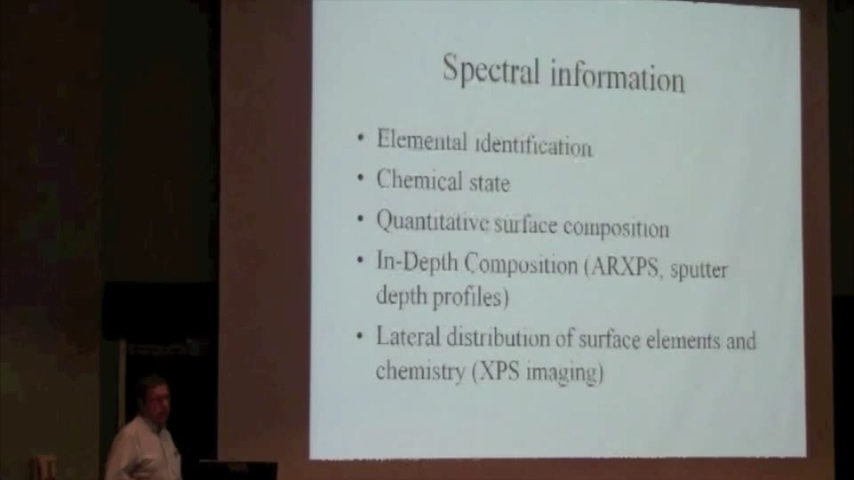 Spectral information
• Elemental identification
• Chemical state
• Quantitative surface composition
• In-Depth Composition (ARXPS, sputter
depth profiles)
• Lateral distribution of surface elements and
chemistry (XPS imaging)